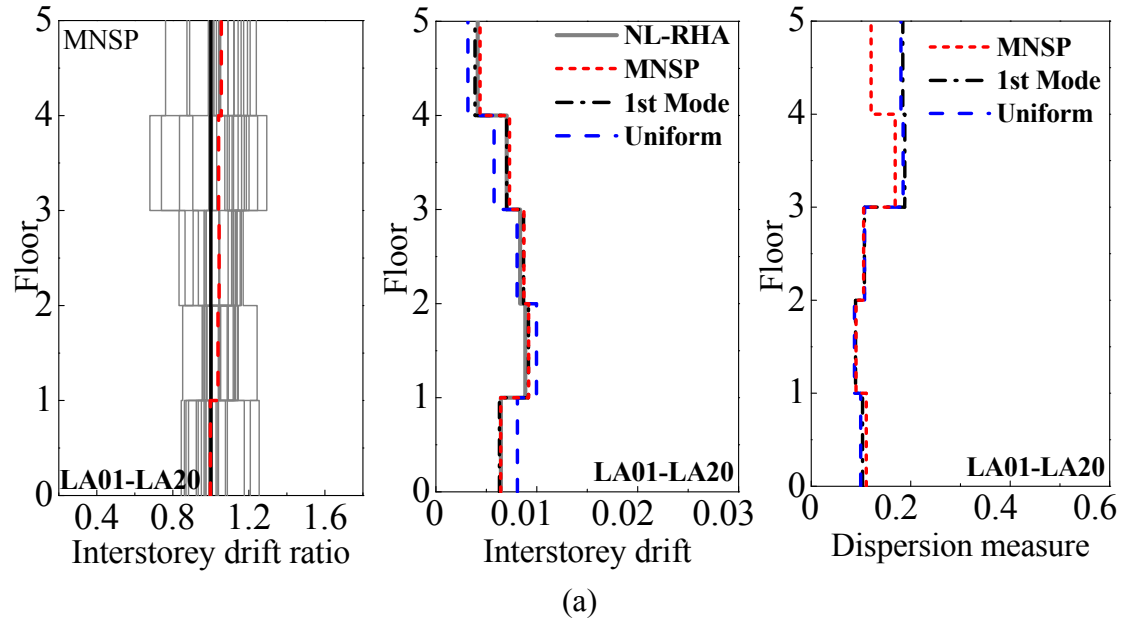 MNSP
5
4
3
2
1
0
Floor
LA01-LA20
0.4 0.8 1.2 1.6
Interstorey drift ratio
NL-RHA
MNSP
1st Mode
Uniform
5
4
3
2
1
0
Floor
LA01-LA20
0 0.01 0.02 0.03
Interstorey drift
MNSP
1st Mode
Uniform
5
4
3
2
1
0
Floor
LA01-LA20
0 0.2 0.4 0.6
Dispersion measure
(a)